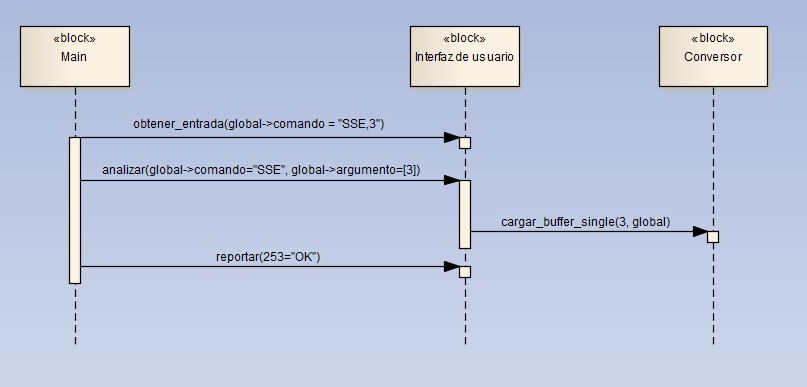 «block»
Main
«block»
Interfaz de usuario
«block»
Conversor
obtener_entrada(global->comando = "SSE,3")
analizar(global->comando="SSE", global->argumento=[3])
cargar_buffer_single(3, global)
reportar(253="OK")